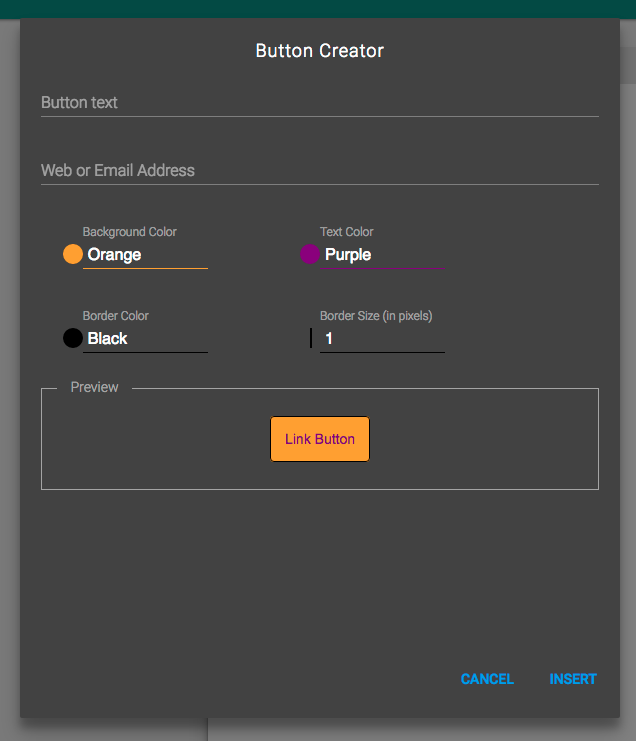 Button Creator
Button text
Web or Email Address
Background Color Text Color
Orange Purple
Border Color Border Size (in pixels)
Black 1
Preview
Link Button
CANCEL INSERT